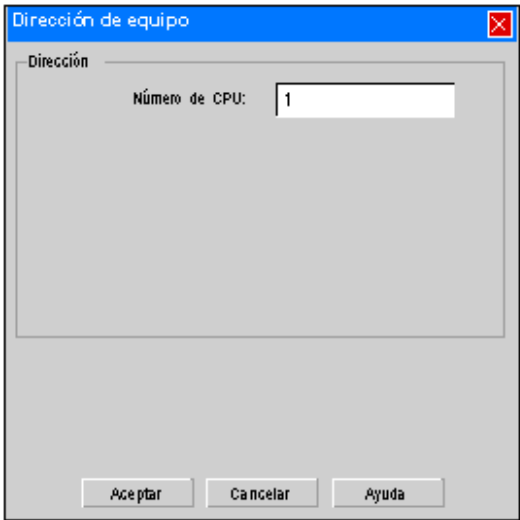 Dirección de equipo
Dirección
Número de CPU: 1
Aceptar Cancelar Ayuda